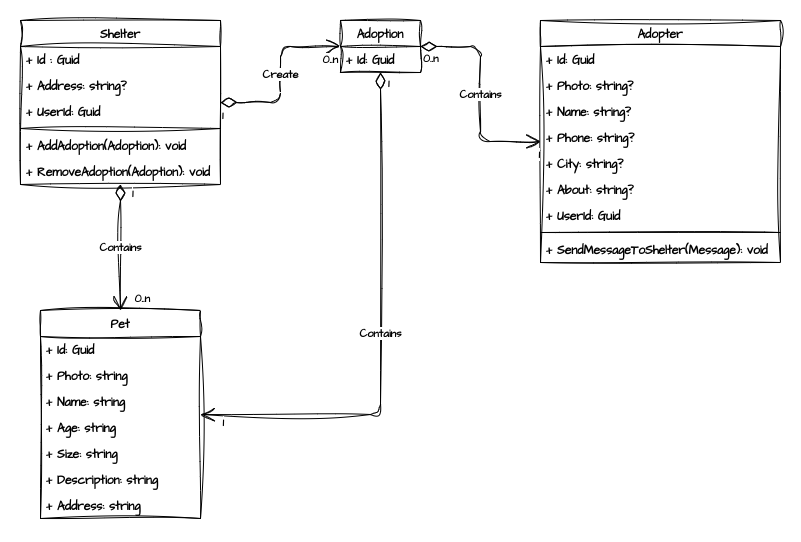 Shelter
+ Id : Guid
+ Address: string?
+ UserId: Guid
+ AddAdoption(Adoption): void
+ RemoveAdoption(Adoption): void
1
Create
0..n
Adoption
+ Id: Guid
1
0..n
Contains
1
Adopter
+ Id: Guid
+ Photo: string?
+ Name: string?
+ Phone: string?
+ City: string?
+ About: string?
+ UserId: Guid
+ SendMessageToShelter(Message): void
1
Contains
0..n
Pet
+ Id: Guid
+ Photo: string
+ Name: string
+ Age: string
+ Size: string
+ Description: string
+ Address: string
Contains
1